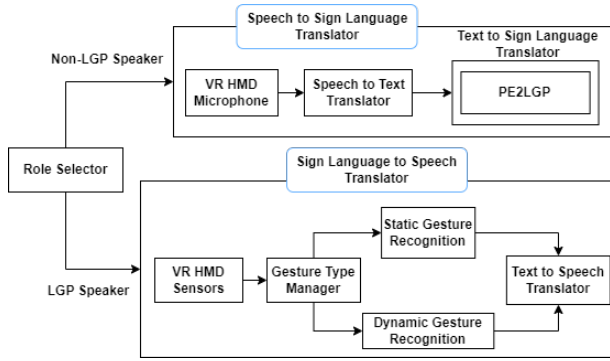 Speech to Sign Language
Translator
Non-LGP Speaker
Text to Sign Language
Translator
VR HMD
Microphone
Speech to Text
Translator
PE2LGP
Role Selector
Sign Language to Speech
Translator
LGP Speaker
VR HMD
Sensors
Gesture Type
Manager
Static Gesture
Recognition
Dynamic Gesture
Recognition
Text to Speech
Translator